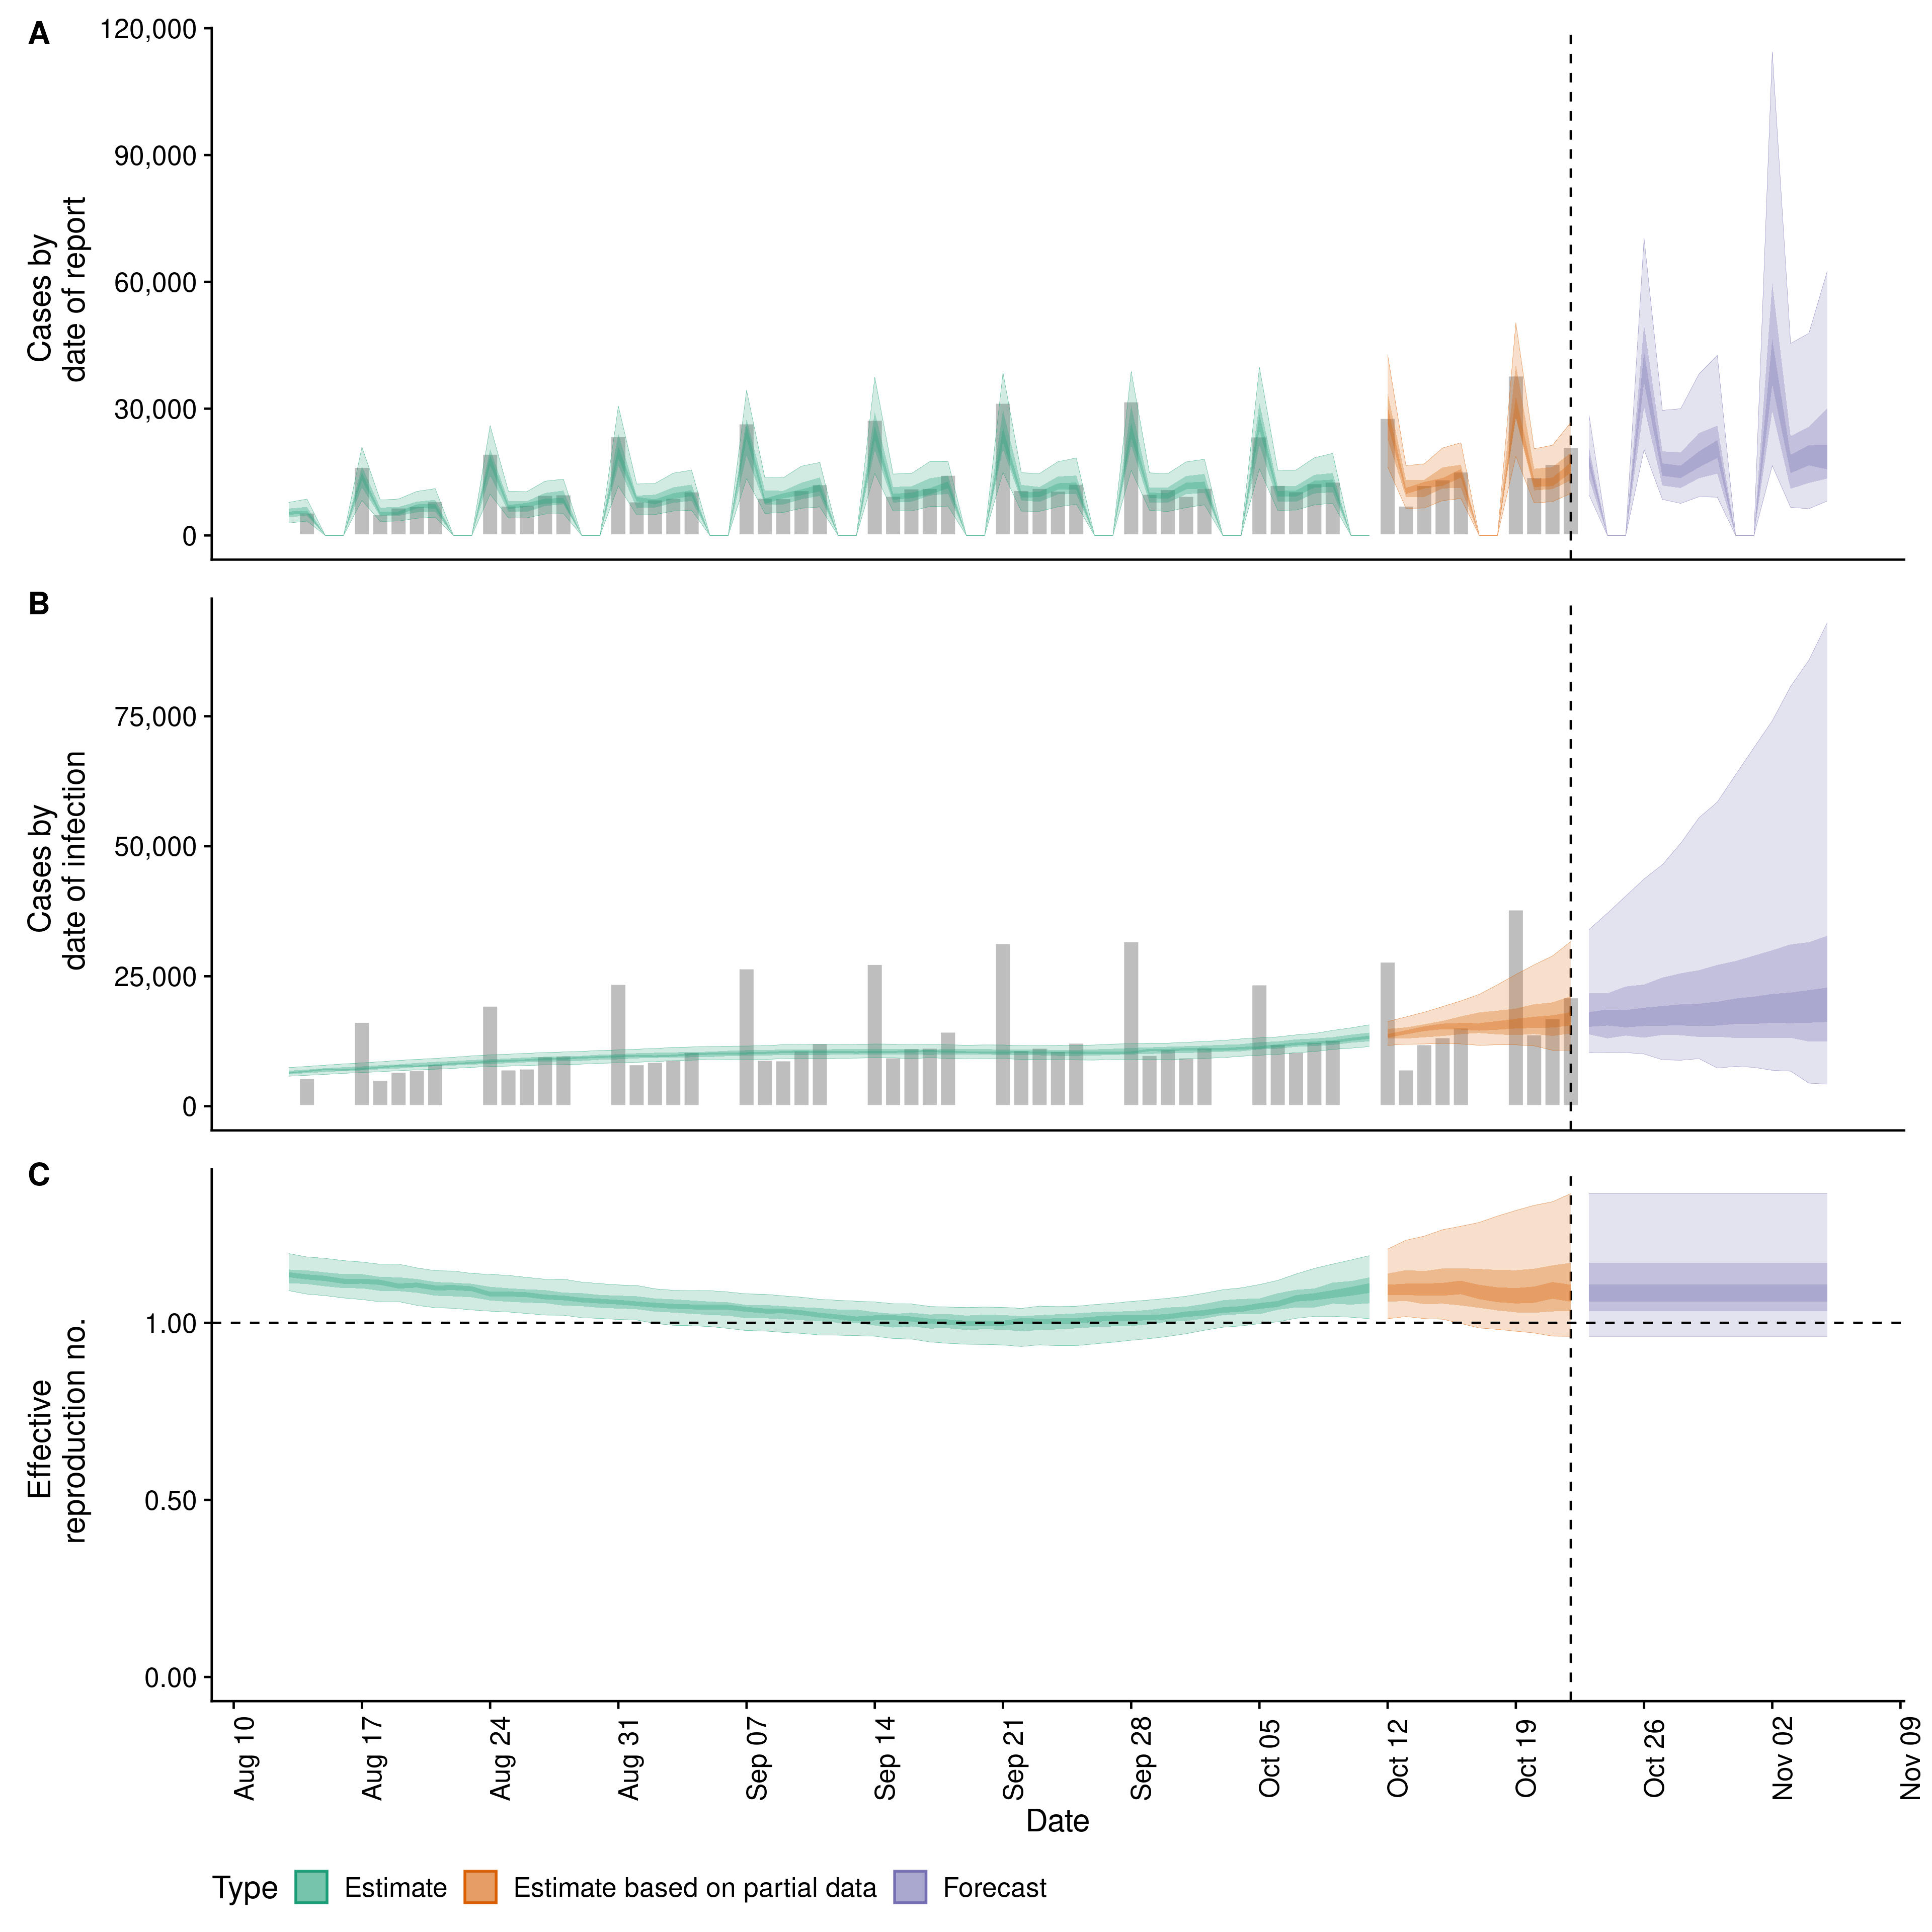 A
120,000
90,000
60,000
30,000
0
Cases by
date of report
B
75,000
50,000
25,000
0
Cases by
date of infection
C
1.00
0.50
0.00
Effective
reproduction no.
Aug 10
Aug 17
Aug 24
Aug 31
Sep 07
Sep 14
Sep 21
Sep 28
Oct 05
Oct 12
Oct 19
Oct 26
Nov 02
Nov 09
Date
Type Estimate Estimate based on partial data Forecast